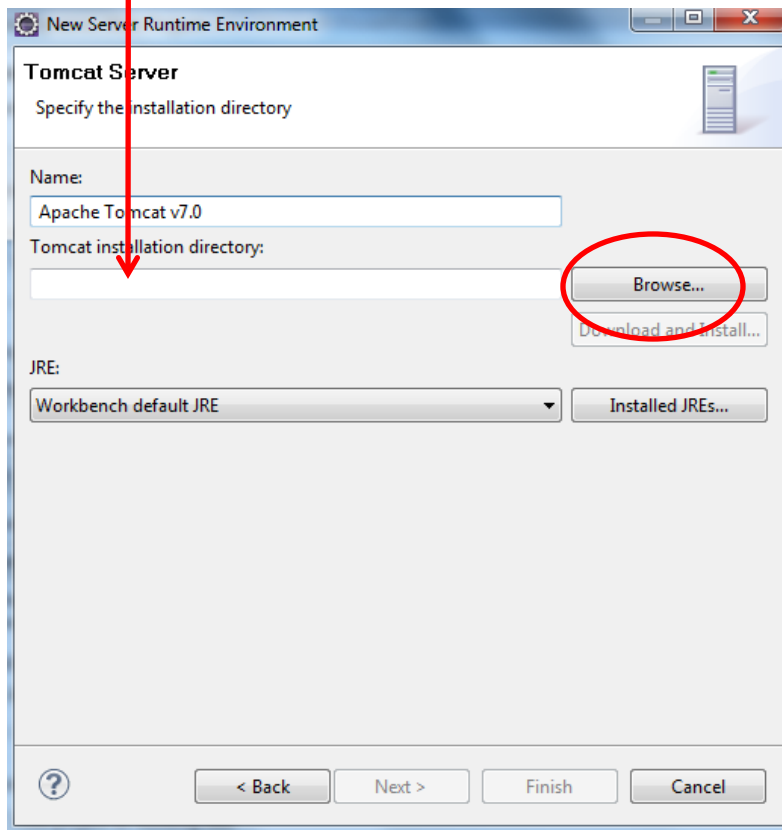 New Server Runtime Environment
Tomcat Server
Specify the installation directory
Name:
Apache Tomcat v7.0
Tomcat installation directory:
Browse...
Download and Install...
JRE:
Workbench default JRE
Installed JREs...
?
< Back
Next >
Finish
Cancel